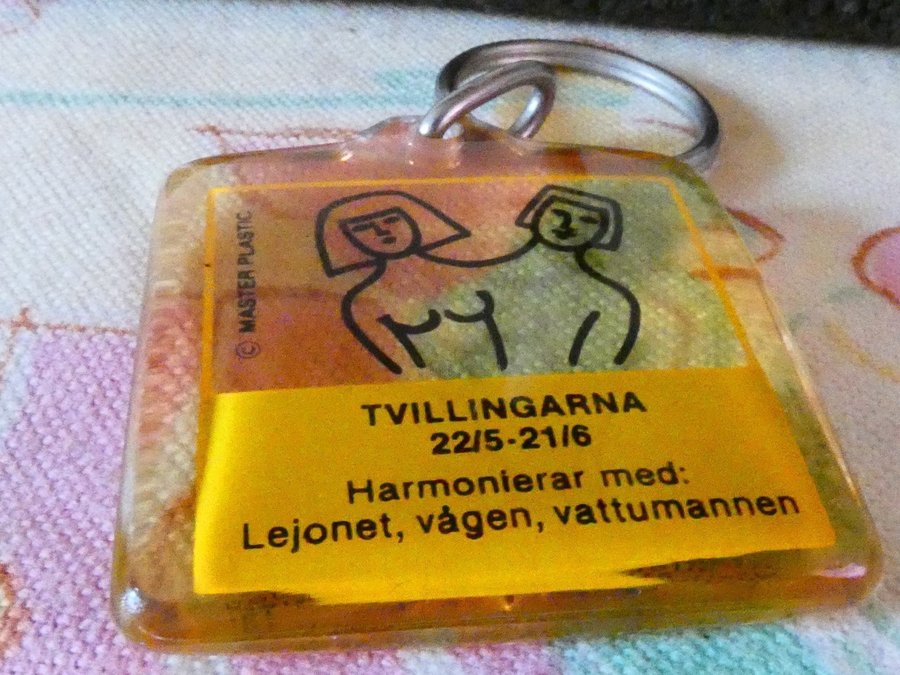 © MASTER PLASTIC
TVILLINGARNA
22/5-21/6
Harmonierar med:
Lejonet, vågen, vattumannen